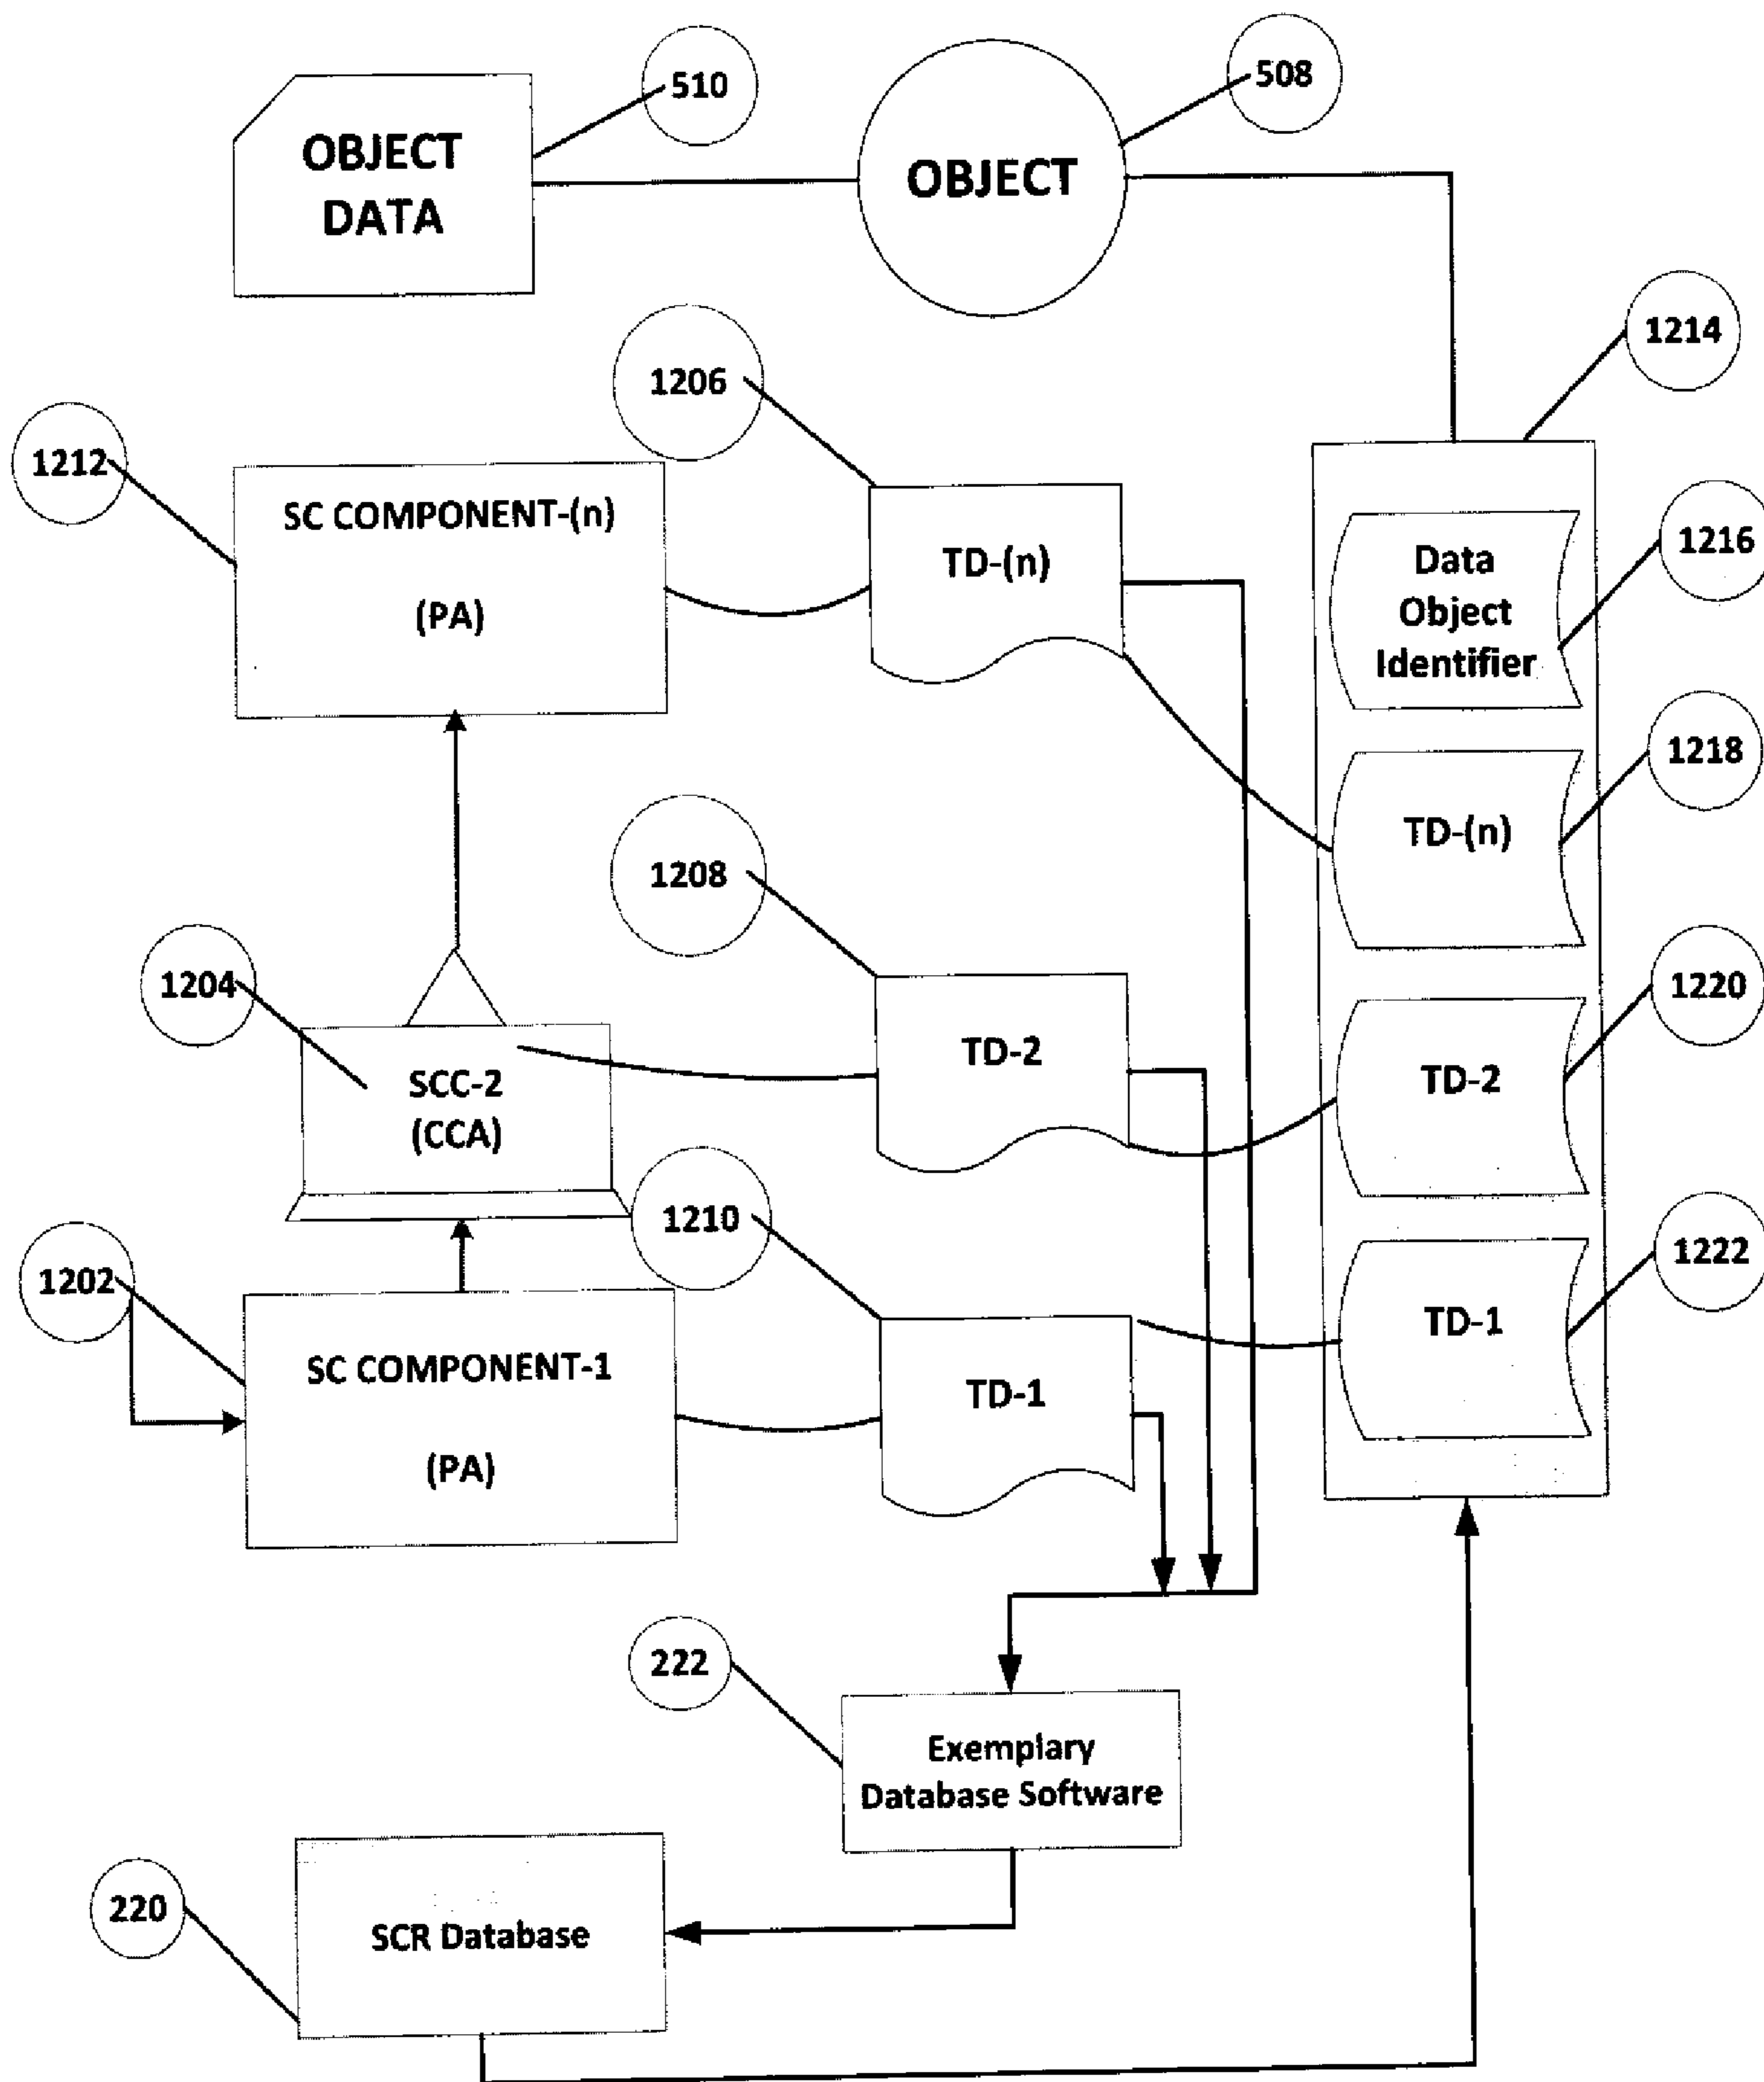 510
508
OBJECT
DATA
OBJECT
1214
1206
1212
SC COMPONENT-(n)
(PA)
TD-(n)
Data
Object
Identifier
1216
1218
TD-(n)
1208
1204
SCC-2
(CCA)
TD-2
1220
TD-2
1210
1202
SC COMPONENT-1
(PA)
TD-1
1222
TD-1
222
Exemplary
Database Software
220
SCR Database